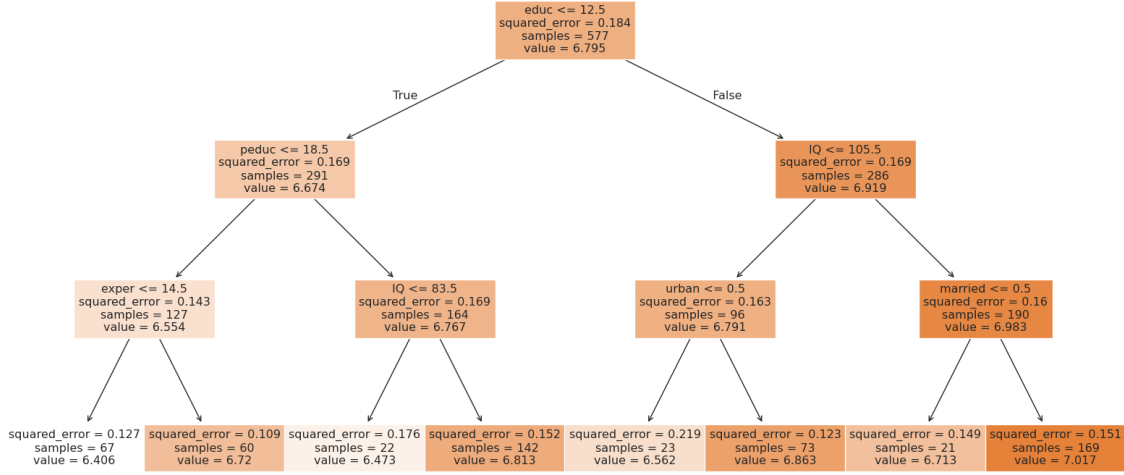 educ <= 12.5
squared_error = 0.184
samples = 577
value = 6.795
True
False
peduc <= 18.5
squared_error = 0.169
samples = 291
value = 6.674
IQ <= 105.5
squared_error = 0.169
samples = 286
value = 6.919
exper <= 14.5
squared_error = 0.143
samples = 127
value = 6.554
IQ <= 83.5
squared_error = 0.169
samples = 164
value = 6.767
urban <= 0.5
squared_error = 0.163
samples = 96
value = 6.791
married <= 0.5
squared_error = 0.16
samples = 190
value = 6.983
squared_error = 0.127
samples = 67
value = 6.406
squared_error = 0.109
samples = 60
value = 6.72
squared_error = 0.176
samples = 22
value = 6.473
squared_error = 0.152
samples = 142
value = 6.813
squared_error = 0.219
samples = 23
value = 6.562
squared_error = 0.123
samples = 73
value = 6.863
squared_error = 0.149
samples = 21
value = 6.713
squared_error = 0.151
samples = 169
value = 7.017